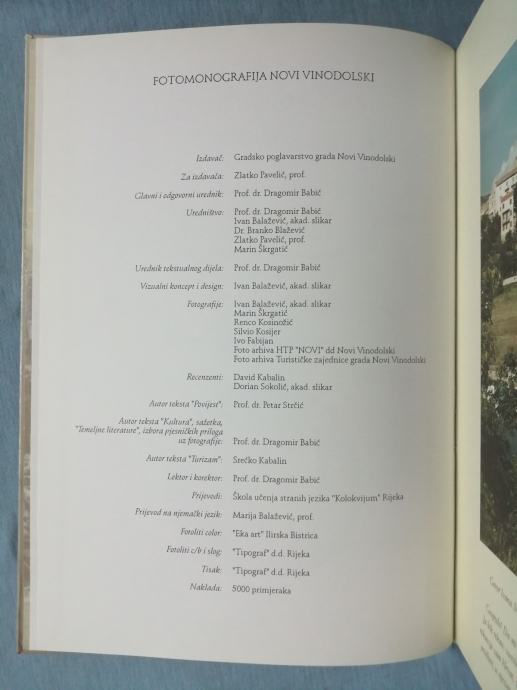 FOTOMONOGRAFIJA NOVI VINODOLSKI
Izdavač: Gradsko poglavarstvo grada Novi Vinodolski
Za izdavača: Zlatko Pavelić, prof.
Glavni i odgovorni urednik: Prof. dr. Dragomir Babić
Uredništvo: Prof. dr. Dragomir Babić
Ivan Balažević, akad. slikar
Dr. Branko Blažević
Zlatko Pavelić, prof.
Marin Škrgatić
Urednik tekstualnog dijela: Prof. dr. Dragomir Babić
Vizualni koncept i design: Ivan Balažević, akad. slikar
Fotografije: Ivan Balažević, akad. slikar
Marin Škrgatić
Renco Kosinožić
Silvio Kosijer
Ivo Fabijan
Foto arhiva HTP "NOVI" dd Novi Vinodolski
Foto arhiva Turističke zajednice grada Novi Vinodolski
Recenzenti: David Kabalin
Dorian Sokolić, akad. slikar
Autor teksta "Povijest": Prof. dr. Petar Strčić
Autor teksta "Kultura", sažetka,
"Temeljne literature", izbora pjesničkih priloga
uz fotografije: Prof. dr. Dragomir Babić
Autor teksta "Turizam": Srećko Kabalin
Lektor i korektor: Prof. dr. Dragomir Babić
Prijevodi: Škola učenja stranih jezika "Kolokvijum" Rijeka
Prijevod na njemački jezik: Marija Balažević, prof.
Fotoliti color: "Eka art" Ilirska Bistrica
Fotoliti c/b i slog: "Tipograf" d.d. Rijeka
Tisak: "Tipograf" d.d. Rijeka
Naklada: 5000 primjeraka